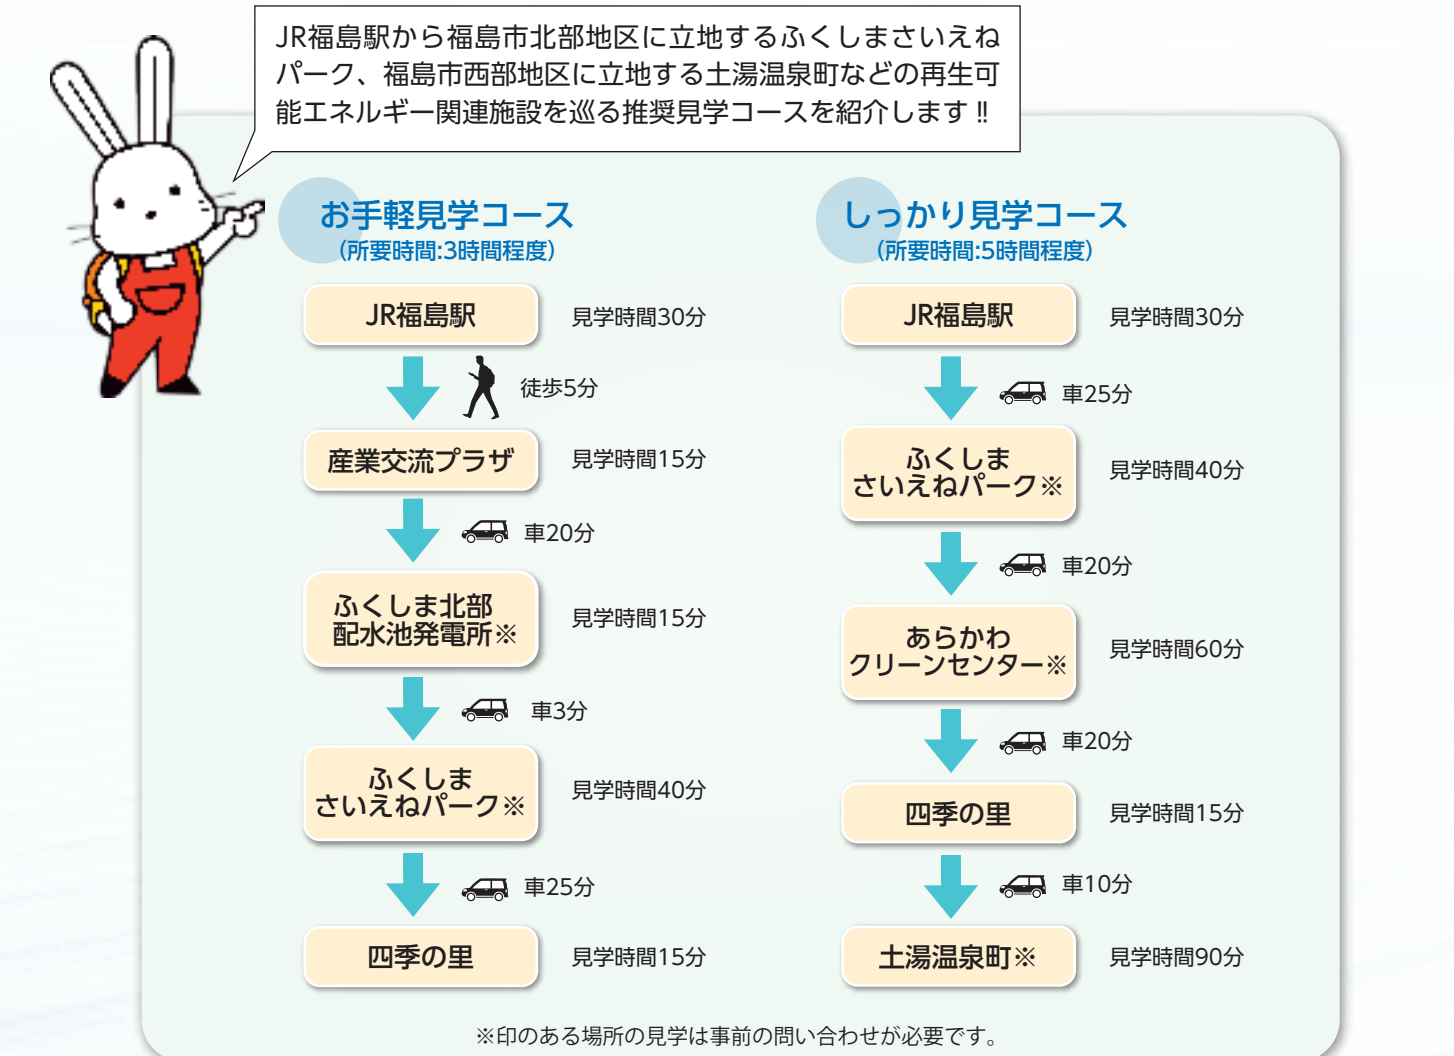 JR福島駅から福島市北部地区に立地するふくしまさいえね
パーク、福島市西部地区に立地する土湯温泉町などの再生可
能エネルギー関連施設を巡る推奨見学コースを紹介します!!
お手軽見学コース
(所要時間:3時間程度)
JR福島駅
見学時間30分
徒歩5分
産業交流プラザ
見学時間15分
車20分
ふくしま北部
配水池発電所※
見学時間15分
車3分
ふくしま
さいえねパーク※
見学時間40分
車25分
四季の里
見学時間15分
しっかり見学コース
(所要時間:5時間程度)
JR福島駅
見学時間30分
車25分
ふくしま
さいえねパーク※
見学時間40分
車20分
あらかわ
クリーンセンター※
見学時間60分
車20分
四季の里
見学時間15分
車10分
土湯温泉町※
見学時間90分
※印のある場所の見学は事前の問い合わせが必要です。